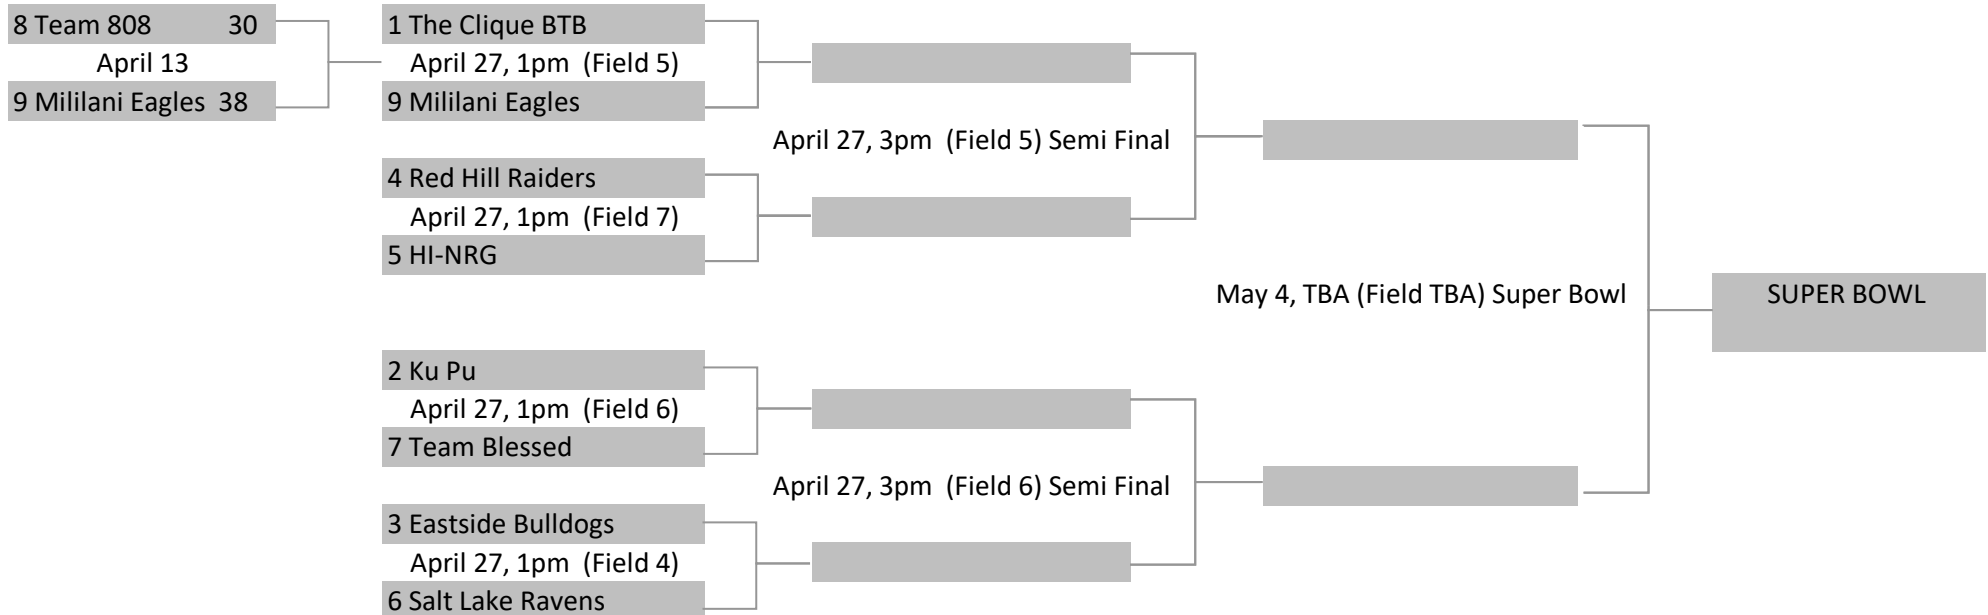 8 Team 808 30
April 13
9 Mililani Eagles 38
1 The Clique BTB
April 27, 1pm (Field 5)
9 Mililani Eagles
4 Red Hill Raiders
April 27, 1pm (Field 7)
5 HI-NRG
2 Ku Pu
April 27, 1pm (Field 6)
7 Team Blessed
3 Eastside Bulldogs
April 27, 1pm (Field 4)
6 Salt Lake Ravens
April 27, 3pm (Field 5) Semi Final
April 27, 3pm (Field 6) Semi Final
May 4, TBA (Field TBA) Super Bowl
SUPER BOWL